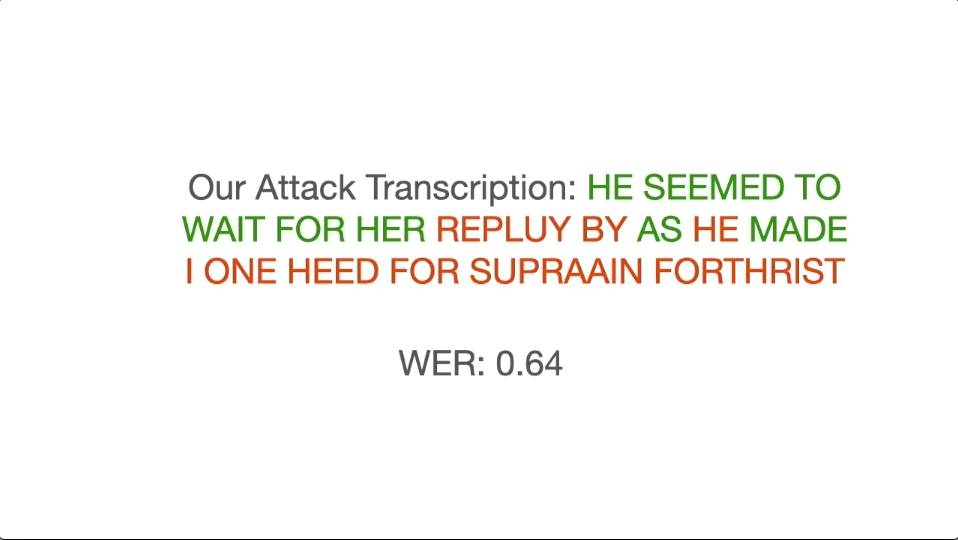 Our Attack Transcription: HE SEEMED TO
WAIT FOR HER REPLUY BY AS HE MADE
I ONE HEED FOR SUPRAAIN FORTHRIST
WER: 0.64